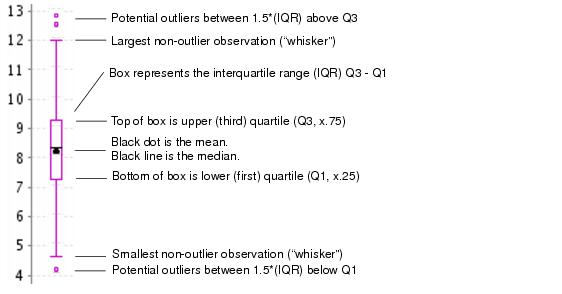 13
Potential outliers between 1.5*(IQR) above Q3
12
Largest non-outlier observation ("whisker")
11
Box represents the interquartile range (IQR) Q3 - Q1
10
Top of box is upper (third) quartile (Q3, x.75)
9
Black dot is the mean.
8
Black line is the median.
Bottom of box is lower (first) quartile (Q1, x.25)
7
6
5
Smallest non-outlier observation ("whisker")
4
Potential outliers between 1.5*(IQR) below Q1